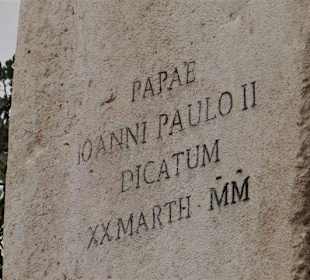 PAPAE
IOANNI PAULO II
DICATUM
XX MARTII · MM